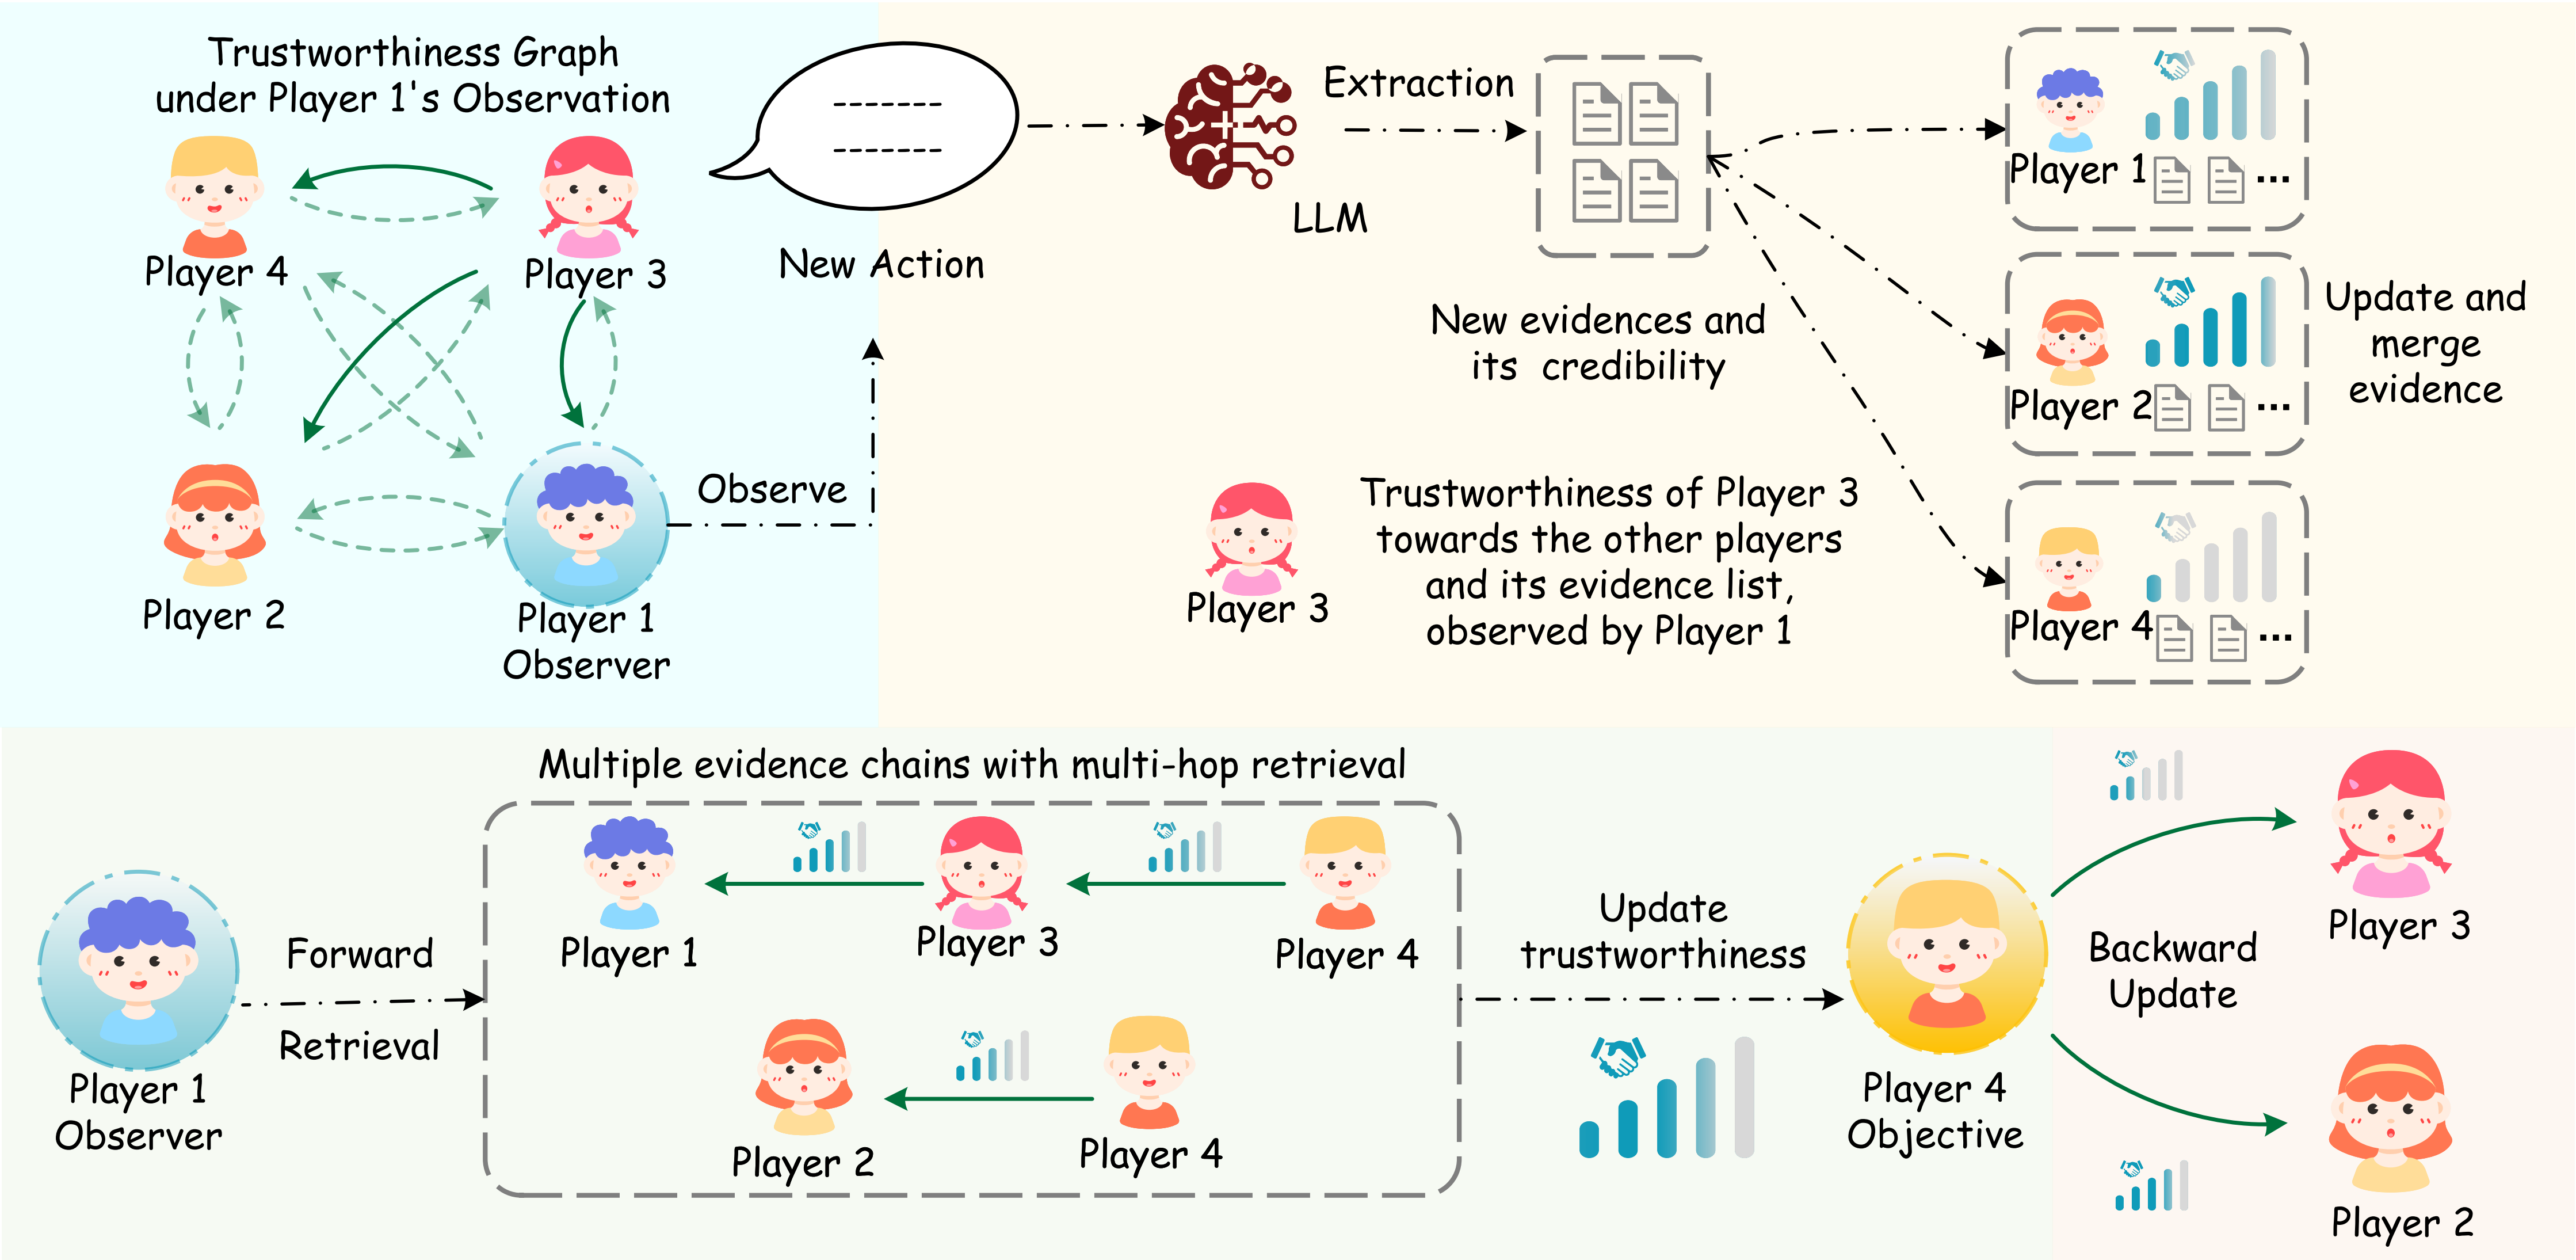 Trustworthiness Graph
under Player 1's Observation
Player 4
Player 3
Player 2
Player 1
Observer
Observe
New Action
LLM
Extraction
New evidences and
its credibility
Player 3
Trustworthiness of Player 3
towards the other players
and its evidence list,
observed by Player 1
Player 1
...
Player 2
...
Player 4
...
Update and
merge
evidence
Multiple evidence chains with multi-hop retrieval
Player 1
Observer
Forward
Retrieval
Player 1
Player 3
Player 4
Player 2
Player 4
Update
trustworthiness
Player 4
Objective
Backward
Update
Player 3
Player 2